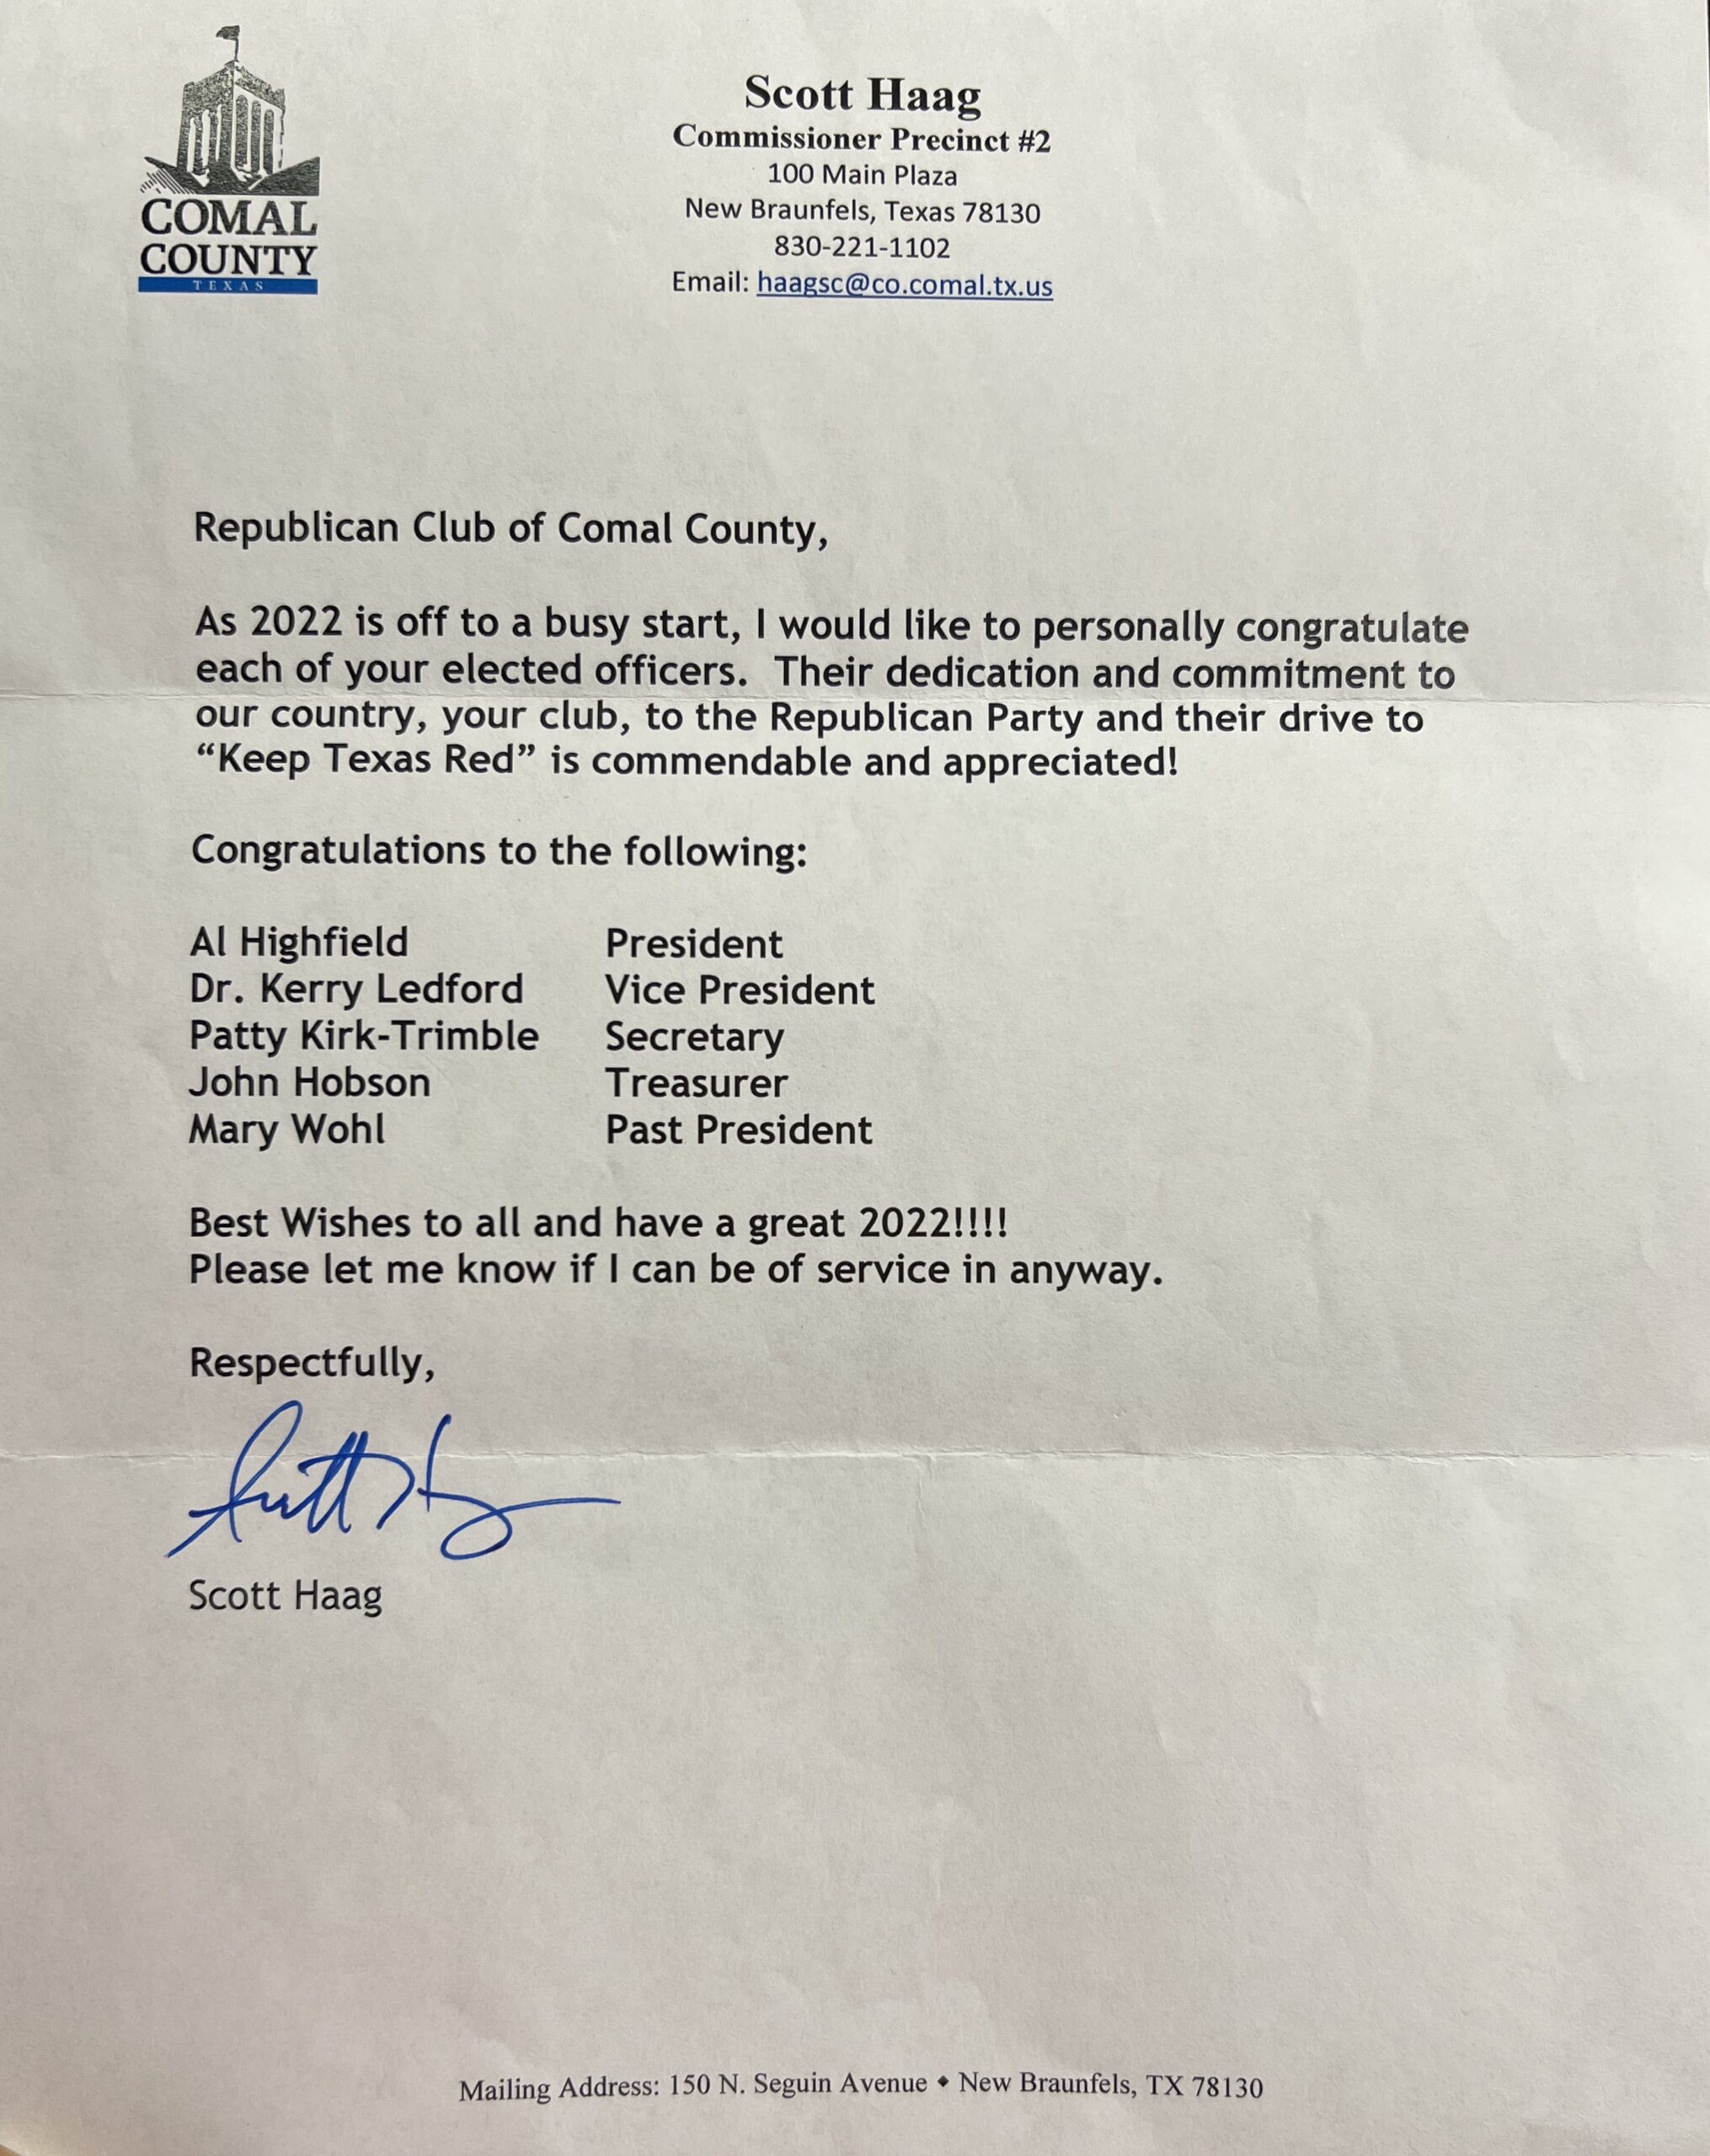 COMAL
COUNTY
TEXAS
Scott Haag
Commissioner Precinct #2
100 Main Plaza
New Braunfels, Texas 78130
830-221-1102
Email: haagsc@co.comal.tx.us
Republican Club of Comal County,
As 2022 is off to a busy start, I would like to personally congratulate
each of your elected officers.  Their dedication and commitment to
our country, your club, to the Republican Party and their drive to
“Keep Texas Red” is commendable and appreciated!
Congratulations to the following:
Al Highfield President
Dr. Kerry Ledford Vice President
Patty Kirk-Trimble Secretary
John Hobson Treasurer
Mary Wohl Past President
Best Wishes to all and have a great 2022!!!!
Please let me know if I can be of service in anyway.
Respectfully,
Scott Haag
Scott Haag
Mailing Address: 150 N. Seguin Avenue ◆ New Braunfels, TX 78130